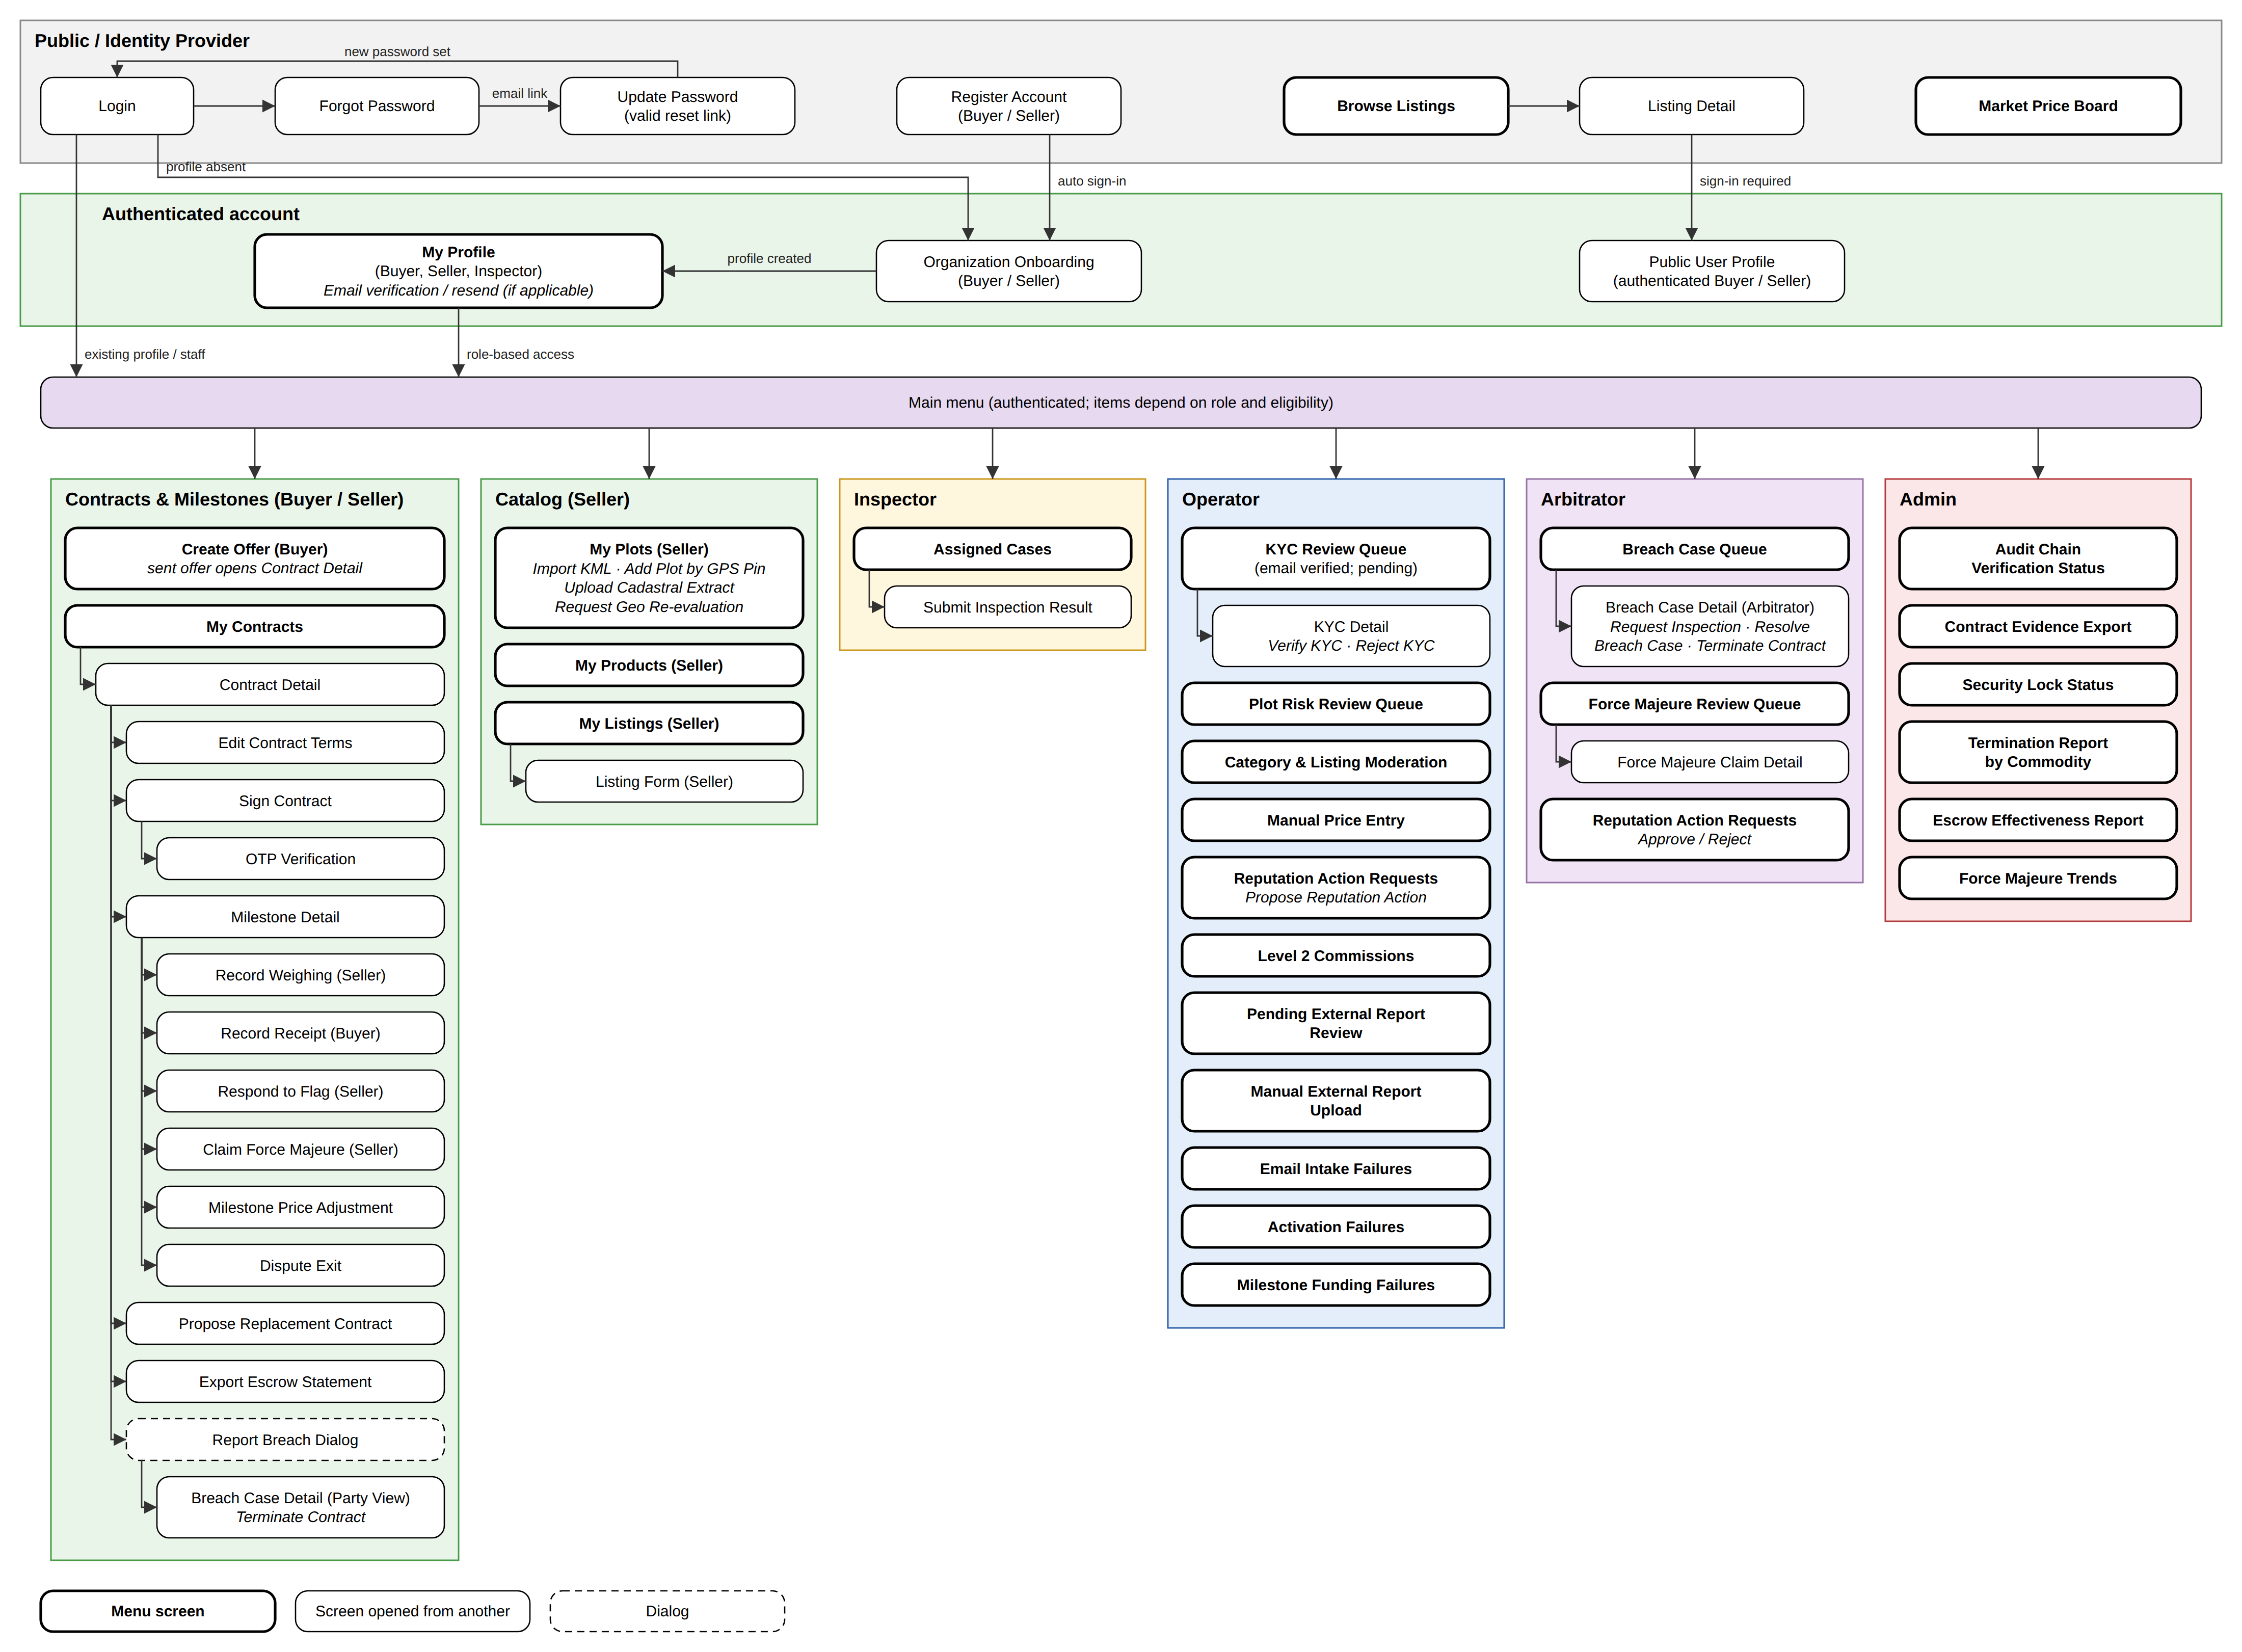 Public / Identity Provider
new password set
Login
Forgot Password
email link
Update Password
(valid reset link)
Register Account
(Buyer / Seller)
Browse Listings
Listing Detail
Market Price Board
profile absent
auto sign-in
sign-in required
Authenticated account
My Profile
(Buyer, Seller, Inspector)
Email verification / resend (if applicable)
profile created
Organization Onboarding
(Buyer / Seller)
Public User Profile
(authenticated Buyer / Seller)
existing profile / staff
role-based access
Main menu (authenticated; items depend on role and eligibility)
Contracts & Milestones (Buyer / Seller)
Create Offer (Buyer)
sent offer opens Contract Detail
My Contracts
Contract Detail
Edit Contract Terms
Sign Contract
OTP Verification
Milestone Detail
Record Weighing (Seller)
Record Receipt (Buyer)
Respond to Flag (Seller)
Claim Force Majeure (Seller)
Milestone Price Adjustment
Dispute Exit
Propose Replacement Contract
Export Escrow Statement
Report Breach Dialog
Breach Case Detail (Party View)
Terminate Contract
Catalog (Seller)
My Plots (Seller)
Import KML · Add Plot by GPS Pin
Upload Cadastral Extract
Request Geo Re-evaluation
My Products (Seller)
My Listings (Seller)
Listing Form (Seller)
Inspector
Assigned Cases
Submit Inspection Result
Operator
KYC Review Queue
(email verified; pending)
KYC Detail
Verify KYC · Reject KYC
Plot Risk Review Queue
Category & Listing Moderation
Manual Price Entry
Reputation Action Requests
Propose Reputation Action
Level 2 Commissions
Pending External Report
Review
Manual External Report
Upload
Email Intake Failures
Activation Failures
Milestone Funding Failures
Arbitrator
Breach Case Queue
Breach Case Detail (Arbitrator)
Request Inspection · Resolve
Breach Case · Terminate Contract
Force Majeure Review Queue
Force Majeure Claim Detail
Reputation Action Requests
Approve / Reject
Admin
Audit Chain
Verification Status
Contract Evidence Export
Security Lock Status
Termination Report
by Commodity
Escrow Effectiveness Report
Force Majeure Trends
Menu screen
Screen opened from another
Dialog